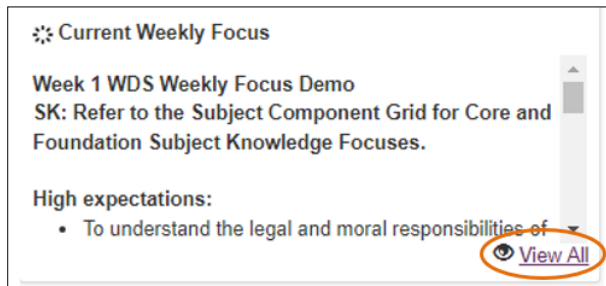 Current Weekly Focus
Week 1 WDS Weekly Focus Demo
SK: Refer to the Subject Component Grid for Core and
Foundation Subject Knowledge Focuses.
High expectations:
• To understand the legal and moral responsibilities of
View All